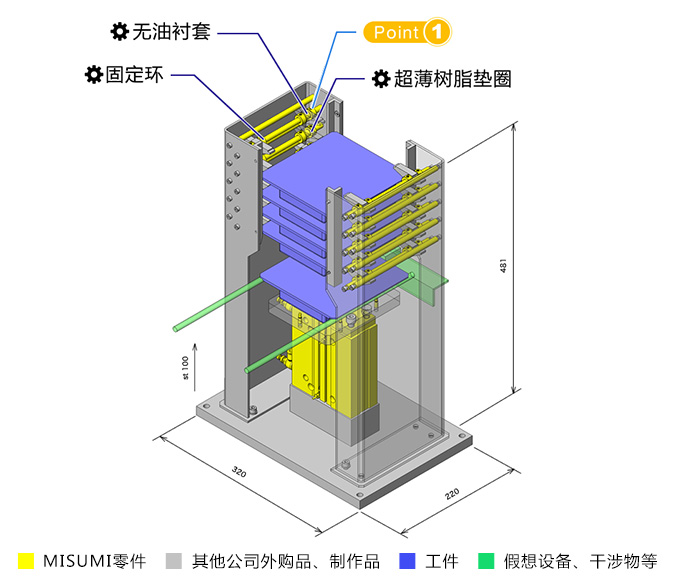 无油衬套
Point 1
固定环
超薄树脂垫圈
481
st 100
320
220
MISUMI零件
其他公司外购品、制作品
工件
假想设备、干涉物等